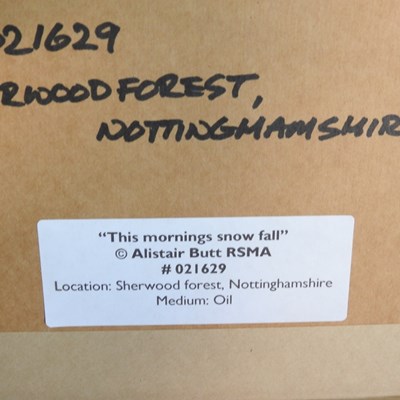 021629
RWOOD FOREST,
NOTTINGHAMSHIR
"This mornings snow fall"
© Alistair Butt RSMA
# 021629
Location: Sherwood forest, Nottinghamshire
Medium: Oil